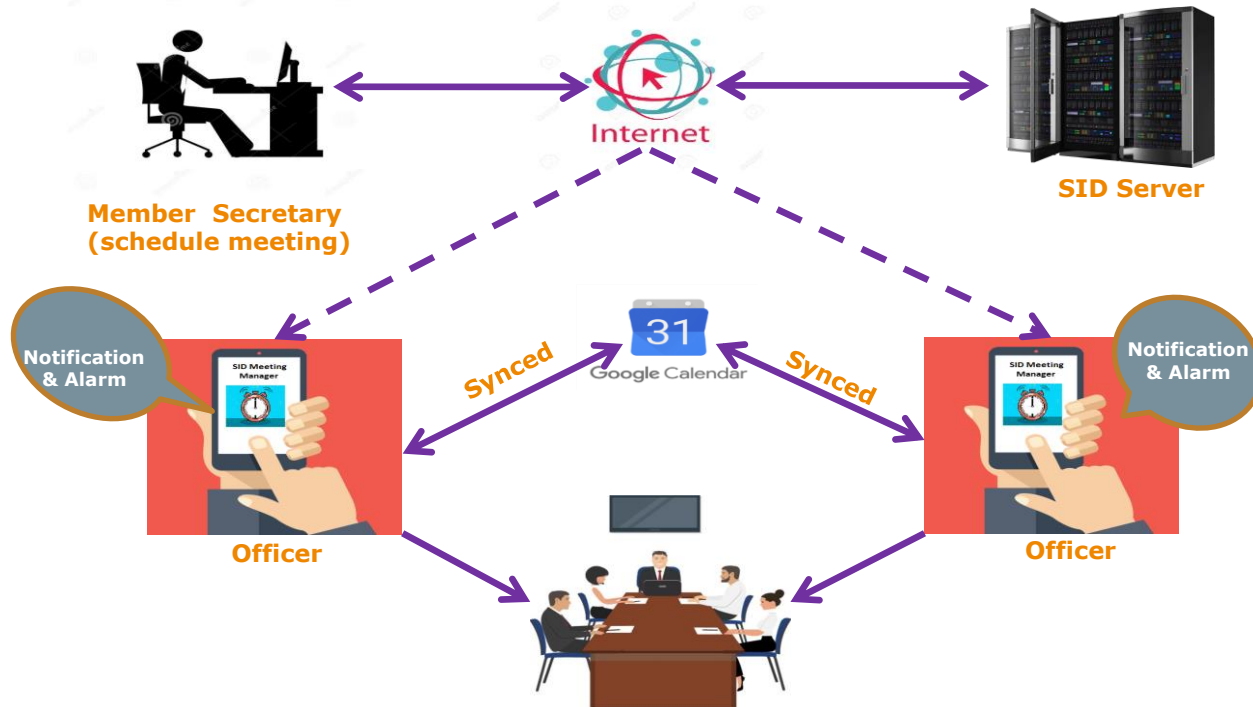 Internet
SID Server
Member Secretary
(schedule meeting)
Notification
& Alarm
SID Meeting
Manager
Synced
31
Google Calendar
Synced
SID Meeting
Manager
Notification
& Alarm
Officer
Officer